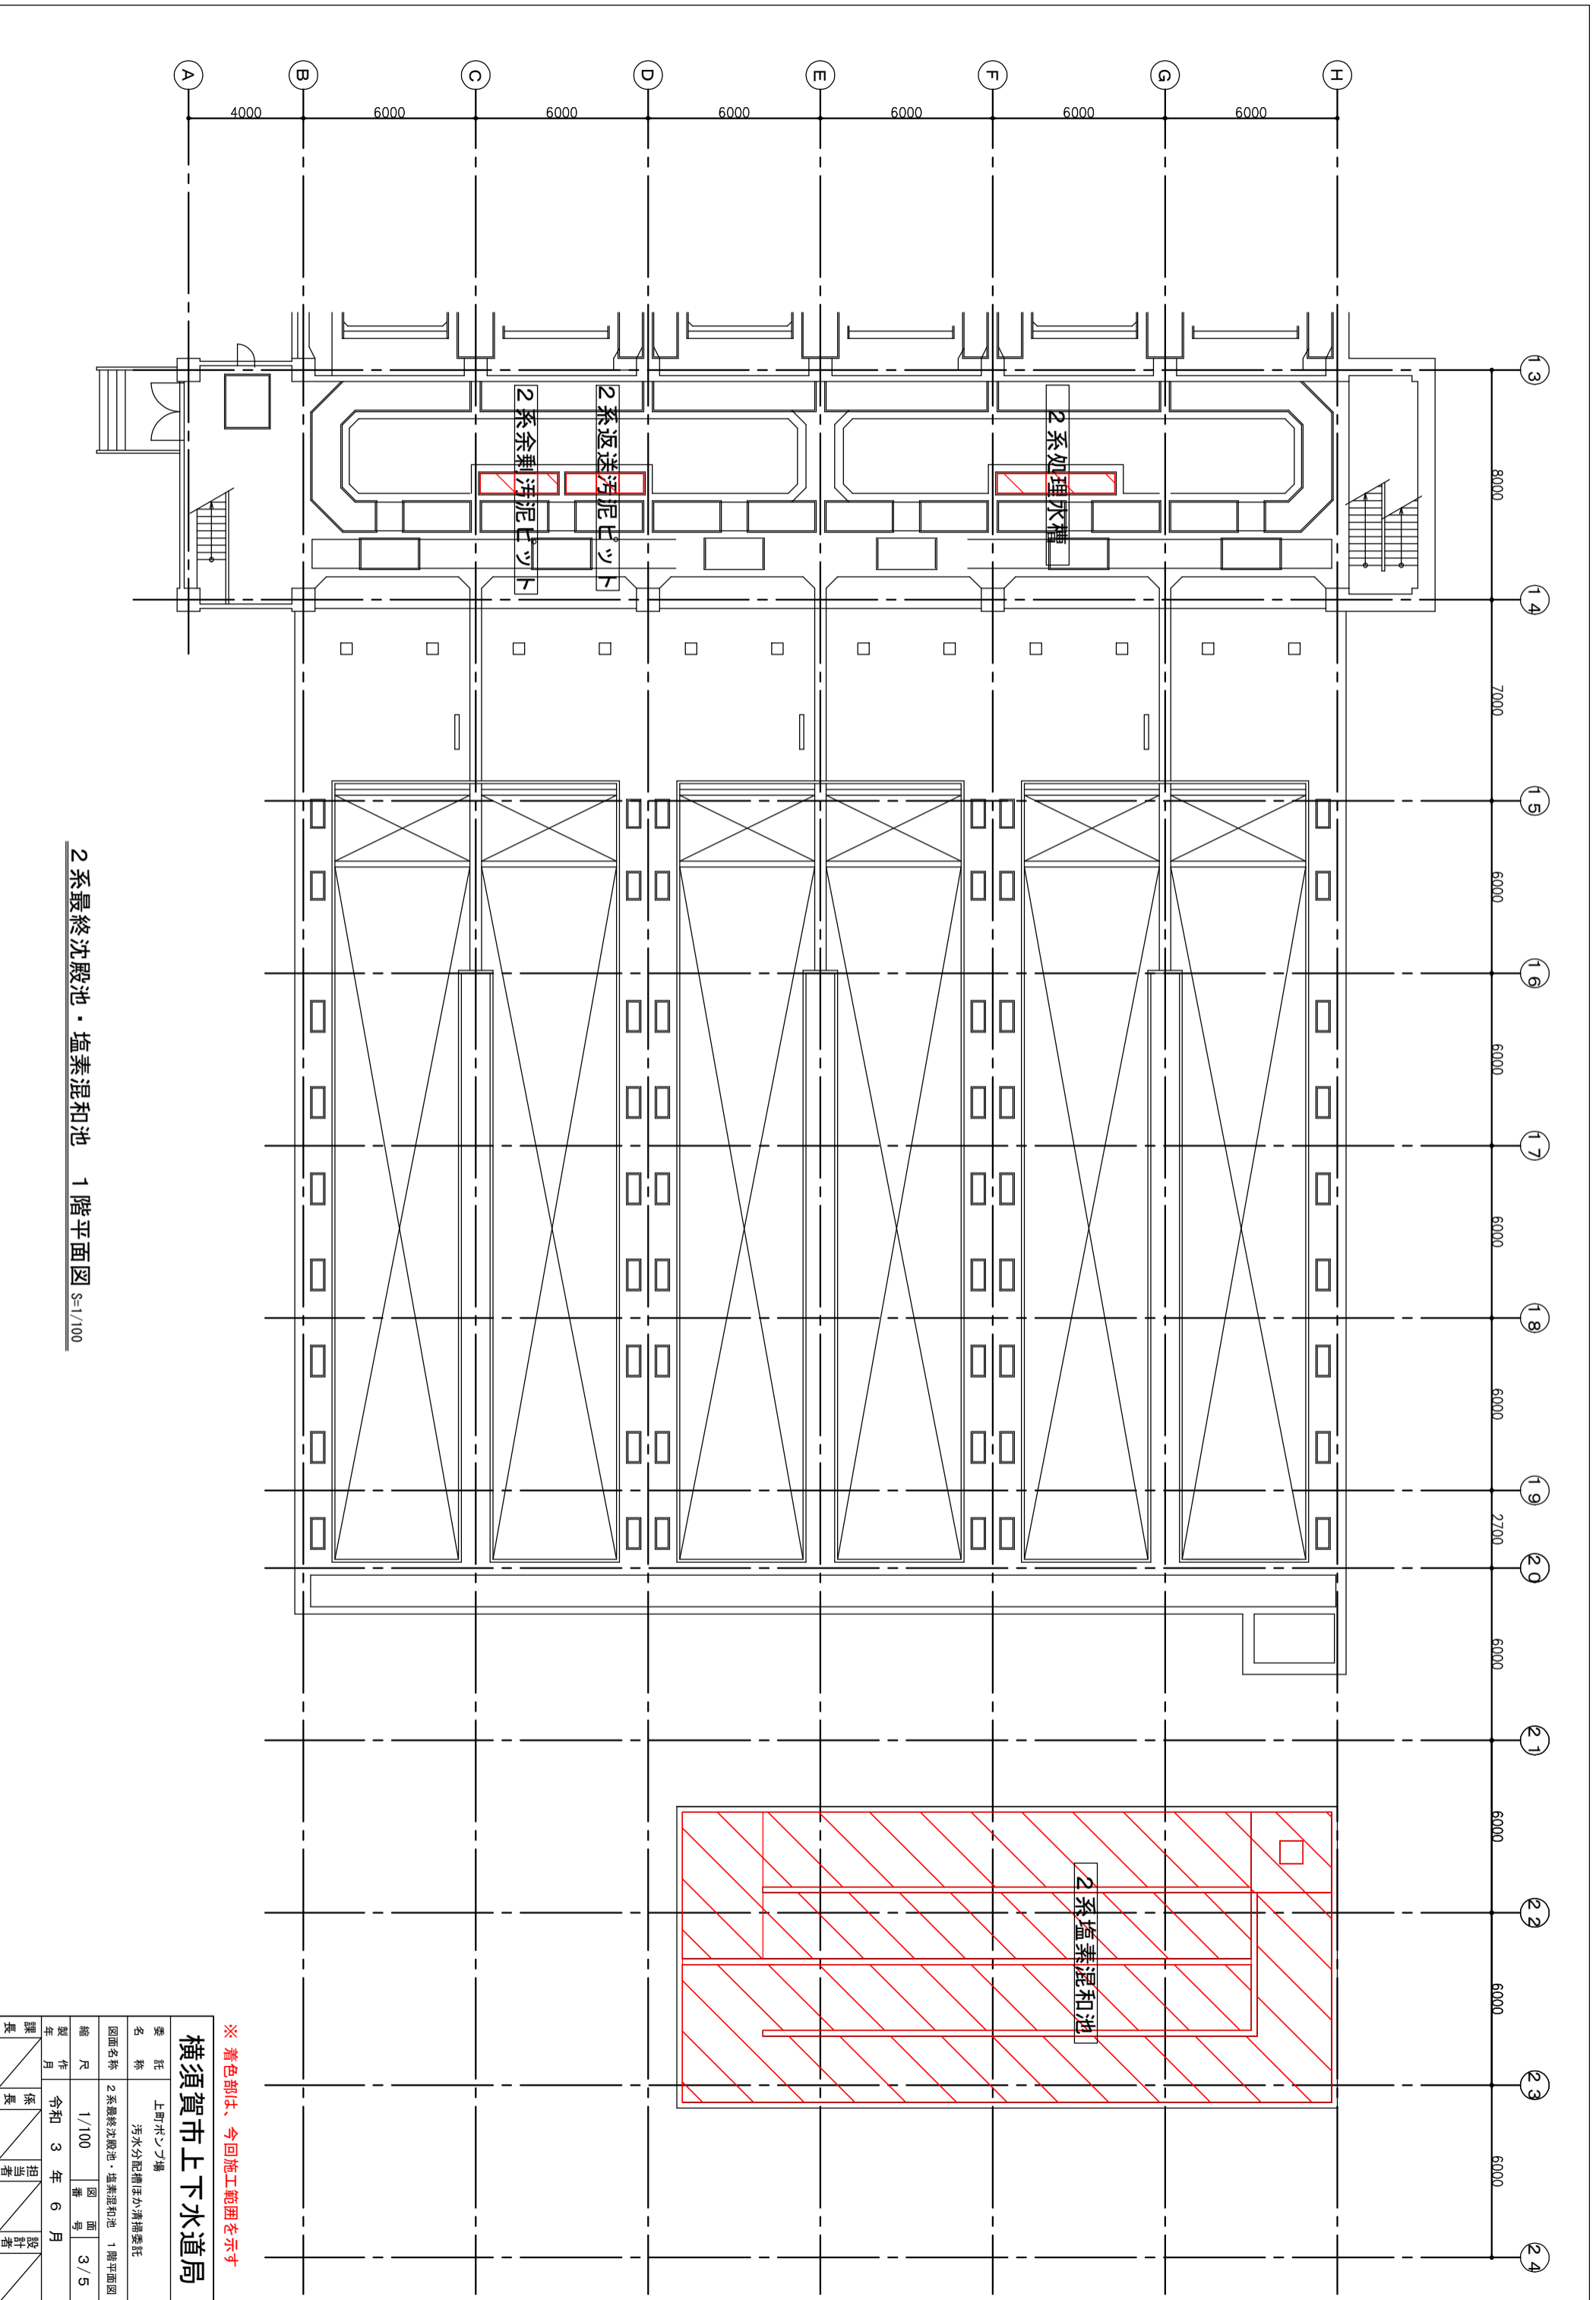 A
B
C
D
E
F
G
H
4000
6000
6000
6000
6000
6000
6000
13
14
15
16
17
18
19
20
21
22
23
24
8000
7000
6000
6000
6000
6000
2700
6000
6000
6000
6000
2系余剰汚泥ピット
2系返送汚泥ピット
2系処理水槽
2系塩素混和池
2系最終沈殿池・塩素混和池 1階平面図 S=1/100
※ 着色部は、今回施工範囲を示す
横須賀市上下水道局
委託名称 上町ポンプ場
汚水分配槽ほか清掃委託
図面名称 2系最終沈殿池・塩素混和池 1階平面図
縮尺 1/100 図面番号 3/5
製作年月 令和 3 年 6 月
課長 係長 担当者 設計者